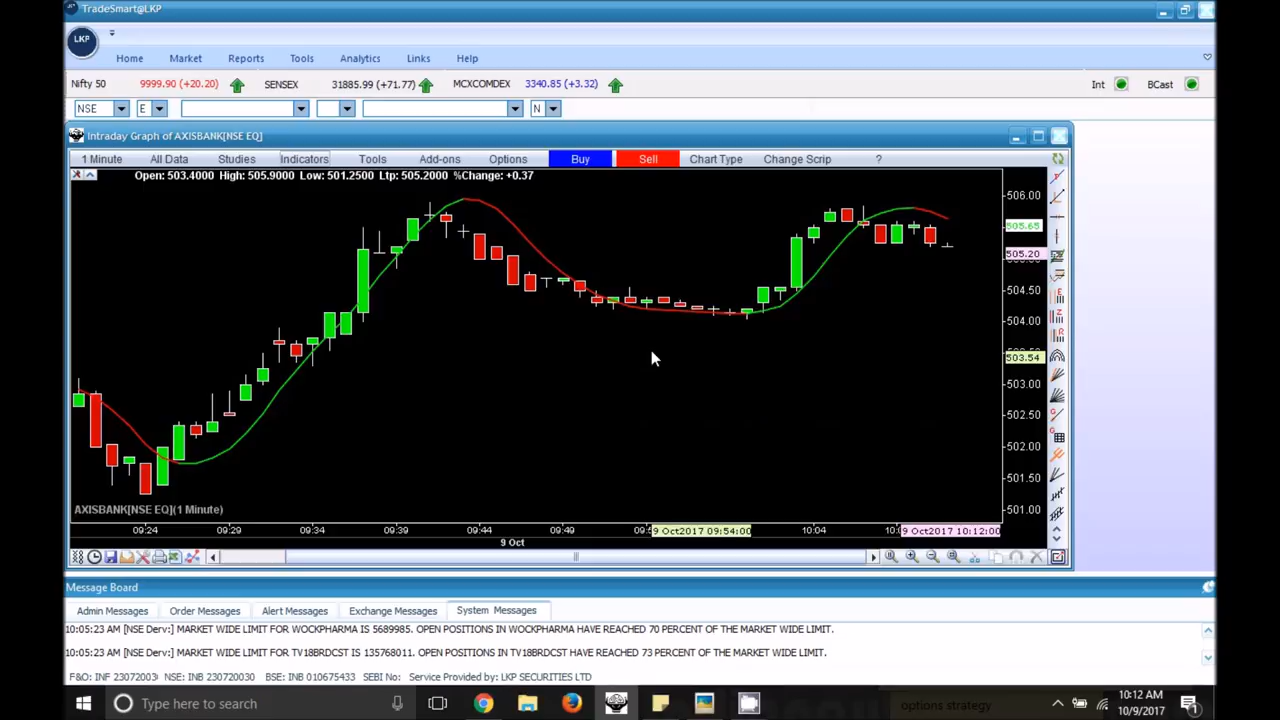 TradeSmart@LKP
LKP
Home Market Reports Tools Analytics Links Help
Nifty 50 9999.90 (+20.20) SENSEX 31885.99 (+71.77) MCXCOMDEX 3340.85 (+3.32) Int BCast
NSE E N
Intraday Graph of AXISBANK[NSE EQ]
1 Minute All Data Studies Indicators Tools Add-ons Options Buy Sell Chart Type Change Scrip ?
Open: 503.4000 High: 505.9000 Low: 501.2500 Ltp: 505.2000 %Change: +0.37
506.00
505.65
505.20
504.50
504.00
503.54
503.00
502.50
502.00
501.50
501.00
AXISBANK[NSE EQ](1 Minute)
09:24 09:29 09:34 09:39 09:44 09:49 9 Oct2017 09:54:00 10:04 9 Oct2017 10:12:00
9 Oct
Message Board
Admin Messages Order Messages Alert Messages Exchange Messages System Messages
10:05:23 AM [NSE Derv:] MARKET WIDE LIMIT FOR WOCKPHARMA IS 5689985. OPEN POSITIONS IN WOCKPHARMA HAVE REACHED 70 PERCENT OF THE MARKET WIDE LIMIT.
10:05:23 AM [NSE Derv:] MARKET WIDE LIMIT FOR TV18BRDCST IS 135768011. OPEN POSITIONS IN TV18BRDCST HAVE REACHED 73 PERCENT OF THE MARKET WIDE LIMIT.
F&O: INF 23072003 NSE: INB 230720030 BSE: INB 010675433 SEBI No: Service Provided by: LKP SECURITIES LTD
Type here to search
options strategy
10:12 AM
10/9/2017